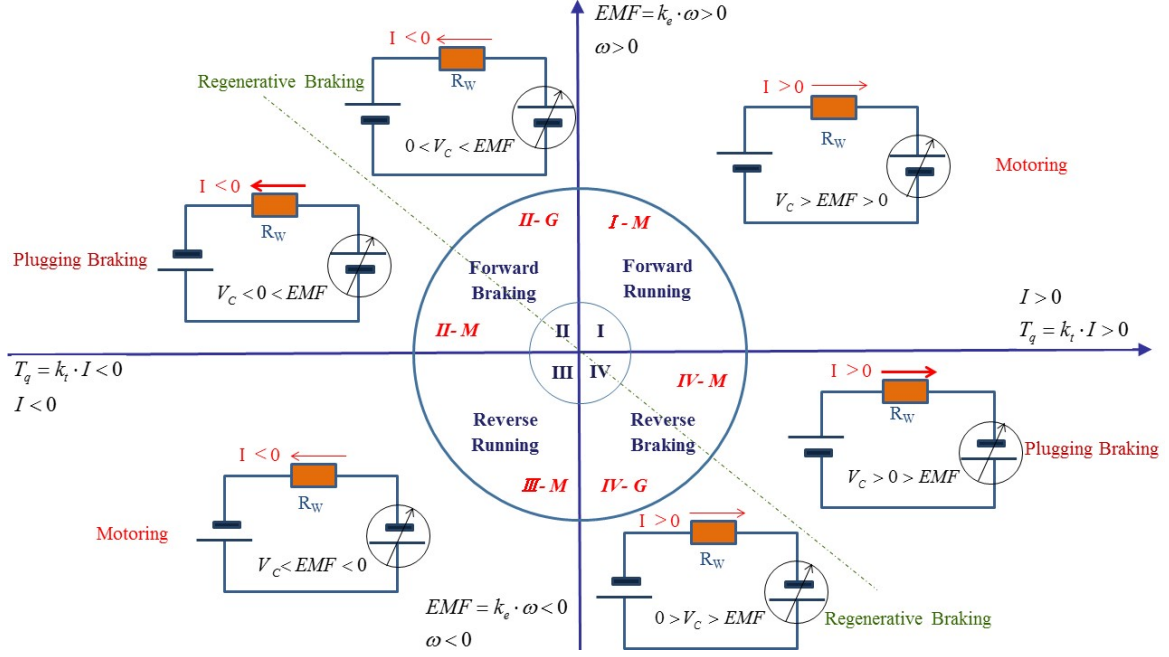 EMF = k_e · ω > 0
ω > 0
I < 0
R_W
Regenerative Braking
0 < V_C < EMF
I > 0
R_W
Motoring
V_C > EMF > 0
I < 0
R_W
Plugging Braking
V_C < 0 < EMF
II- G
I - M
Forward
Braking
Forward
Running
II- M
II
I
I > 0
T_q = k_t · I > 0
T_q = k_t · I < 0
I < 0
III
IV
IV- M
Reverse
Running
Reverse
Braking
III- M
IV- G
I > 0
R_W
Plugging Braking
V_C > 0 > EMF
I < 0
R_W
Motoring
V_C < EMF < 0
I > 0
R_W
0 > V_C > EMF
Regenerative Braking
EMF = k_e · ω < 0
ω < 0